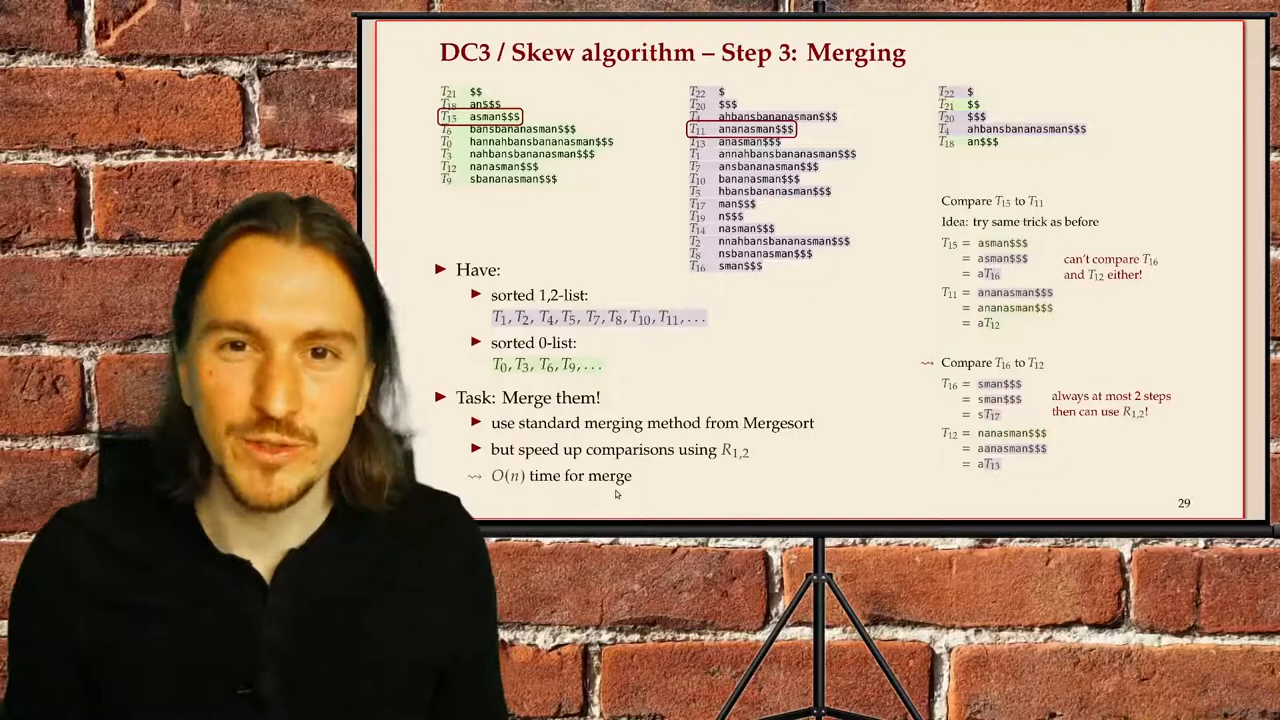 DC3 / Skew algorithm – Step 3: Merging
T21 $$
T18 an$$$
T15 asman$$$
T6 bansbananasman$$$
T0 hannahbansbananasman$$$
T3 nahbansbananasman$$$
T12 nanasman$$$
T9 sbananasman$$$
T22 $
T20 $$$
T4 ahbansbananasman$$$
T11 ananasman$$$
T13 anasman$$$
T1 annahbansbananasman$$$
T7 ansbananasman$$$
T10 bananasman$$$
T5 hbansbananasman$$$
T17 man$$$
T19 n$$$
T14 nasman$$$
T2 nnahbansbananasman$$$
T8 nsbananasman$$$
T16 sman$$$
T22 $
T21 $$
T20 $$$
T4 ahbansbananasman$$$
T18 an$$$
▶ Have:
▶ sorted 1,2-list:
T1, T2, T4, T5, T7, T8, T10, T11, ...
▶ sorted 0-list:
T0, T3, T6, T9, ...
▶ Task: Merge them!
▶ use standard merging method from Mergesort
▶ but speed up comparisons using R1,2
⇝ O(n) time for merge
Compare T15 to T11
Idea: try same trick as before
T15 = asman$$$
= asman$$$
= aT16
can't compare T16
and T12 either!
T11 = ananasman$$$
= ananasman$$$
= aT12
⇝ Compare T16 to T12
T16 = sman$$$
= sman$$$
= sT17
always at most 2 steps
then can use R1,2!
T12 = nanasman$$$
= aanasman$$$
= aT13
29